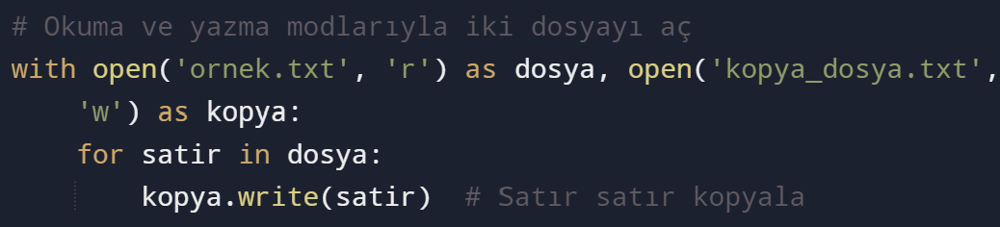 # Okuma ve yazma modlarıyla iki dosyayı aç
with open('ornek.txt', 'r') as dosya, open('kopya_dosya.txt',
    'w') as kopya:
    for satir in dosya:
        kopya.write(satir)  # Satır satır kopyala